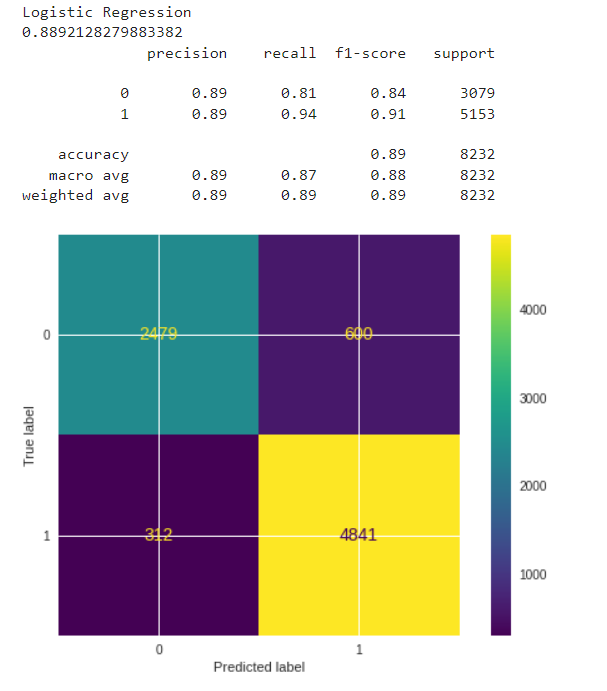 Logistic Regression
0.8892128279883382
precision recall f1-score support
0 0.89 0.81 0.84 3079
1 0.89 0.94 0.91 5153
accuracy 0.89 8232
macro avg 0.89 0.87 0.88 8232
weighted avg 0.89 0.89 0.89 8232
True label
0
1
2479
600
312
4841
0
1
Predicted label
4000
3000
2000
1000